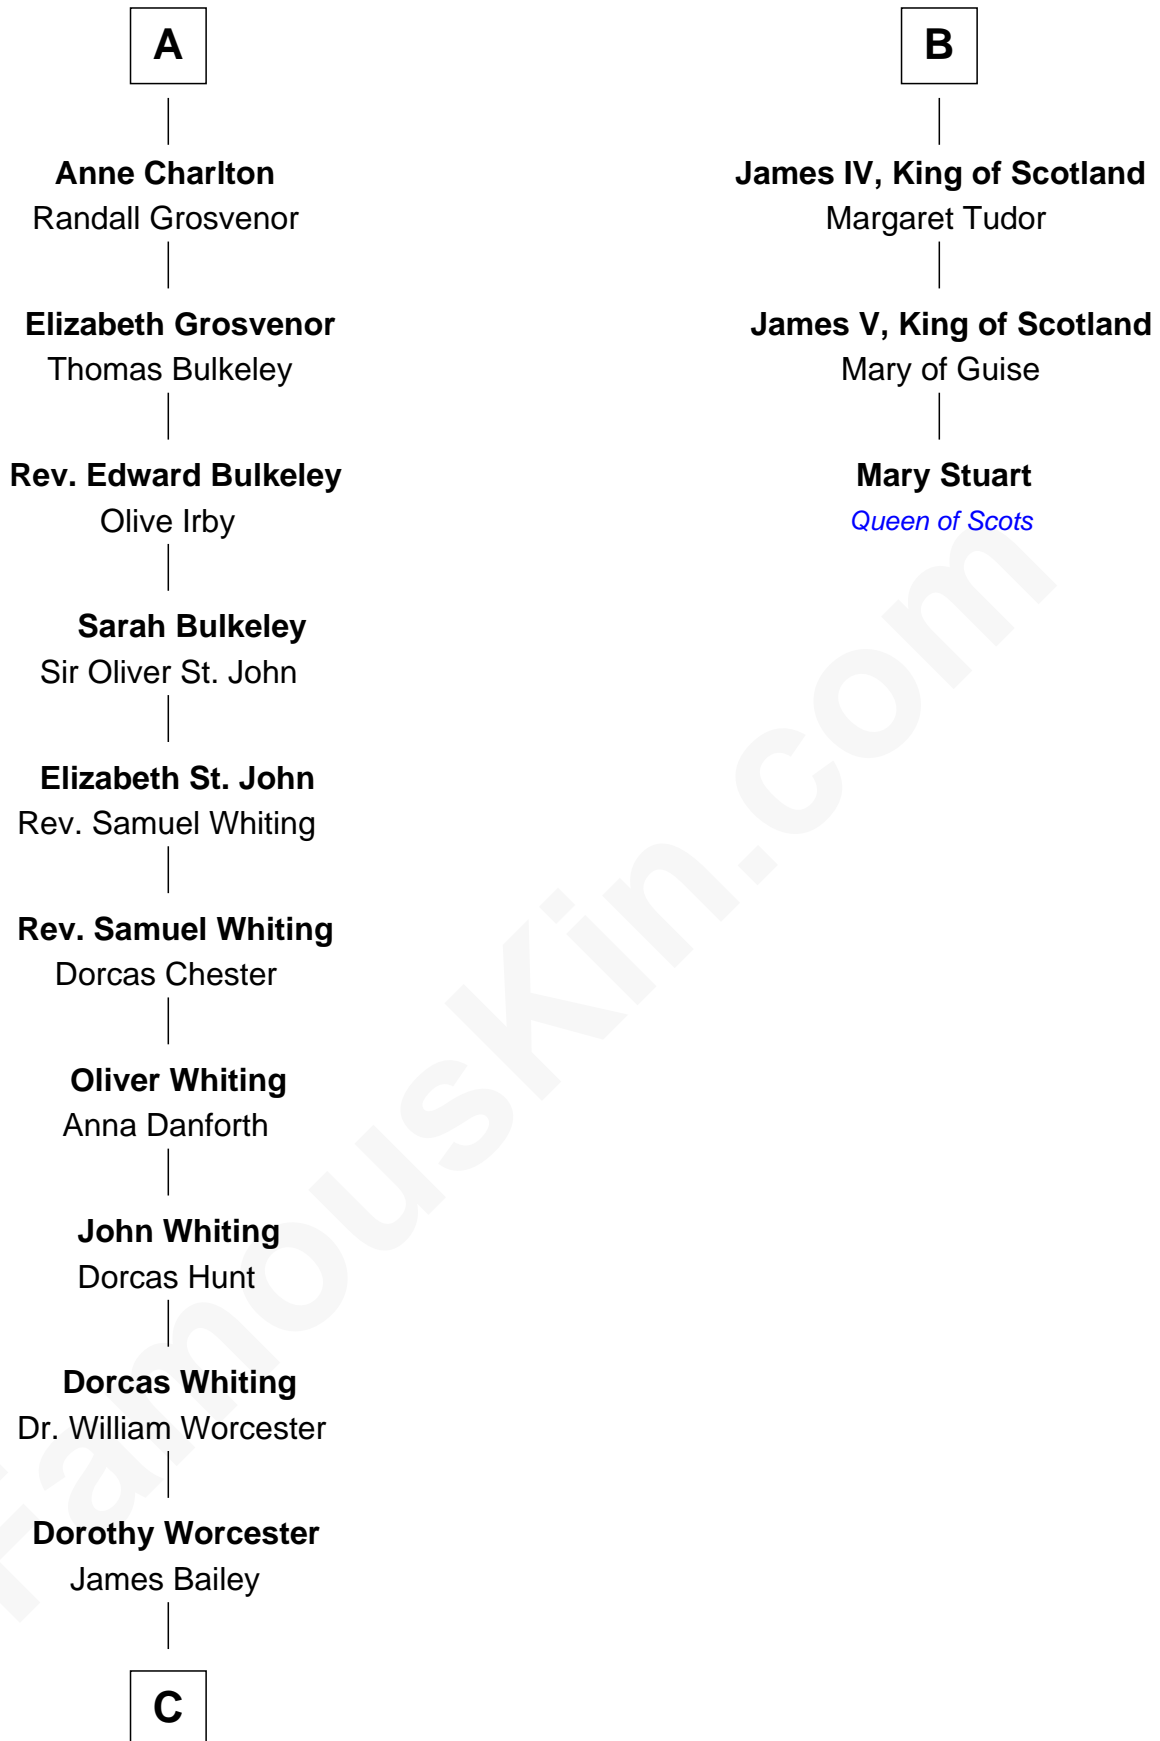 A
Anne Charlton
Randall Grosvenor
Elizabeth Grosvenor
Thomas Bulkeley
Rev. Edward Bulkeley
Olive Irby
Sarah Bulkeley
Sir Oliver St. John
Elizabeth St. John
Rev. Samuel Whiting
Rev. Samuel Whiting
Dorcas Chester
Oliver Whiting
Anna Danforth
John Whiting
Dorcas Hunt
Dorcas Whiting
Dr. William Worcester
Dorothy Worcester
James Bailey
C
B
James IV, King of Scotland
Margaret Tudor
James V, King of Scotland
Mary of Guise
Mary Stuart
Queen of Scots
FamousKin.com